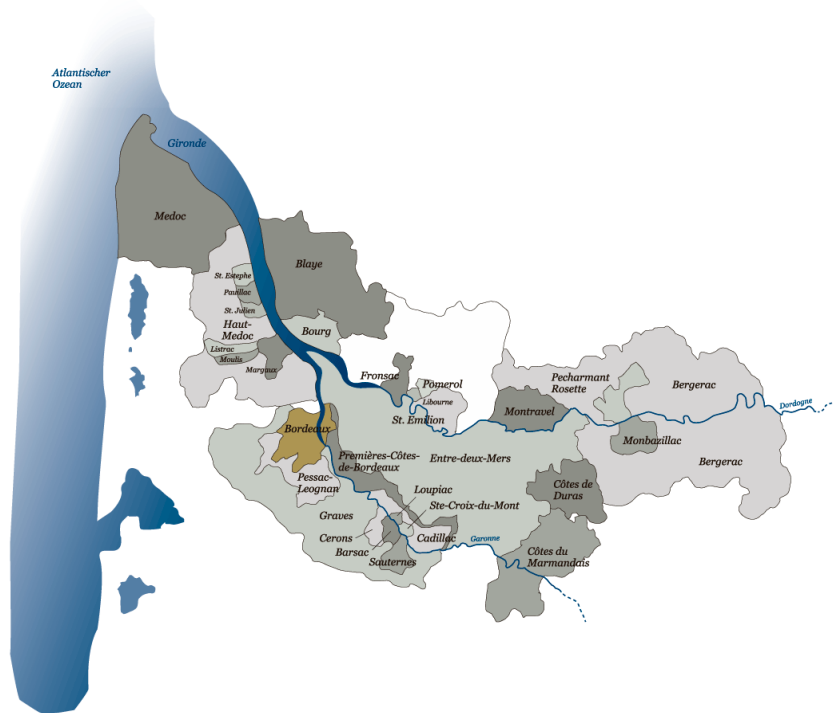 Atlantischer
Ozean
Gironde
Medoc
Blaye
St. Estephe
Pauillac
St. Julien
Haut-
Medoc
Bourg
Listrac
Moulis
Margaux
Fronsac
Pomerol
Libourne
St. Emilion
Pecharmant
Rosette
Bergerac
Montravel
Dordogne
Monbazillac
Bergerac
Bordeaux
Premières-Côtes-
de-Bordeaux
Entre-deux-Mers
Pessac-
Leognan
Loupiac
Ste-Croix-du-Mont
Côtes de
Duras
Graves
Cerons
Barsac
Cadillac
Garonne
Sauternes
Côtes du
Marmandais